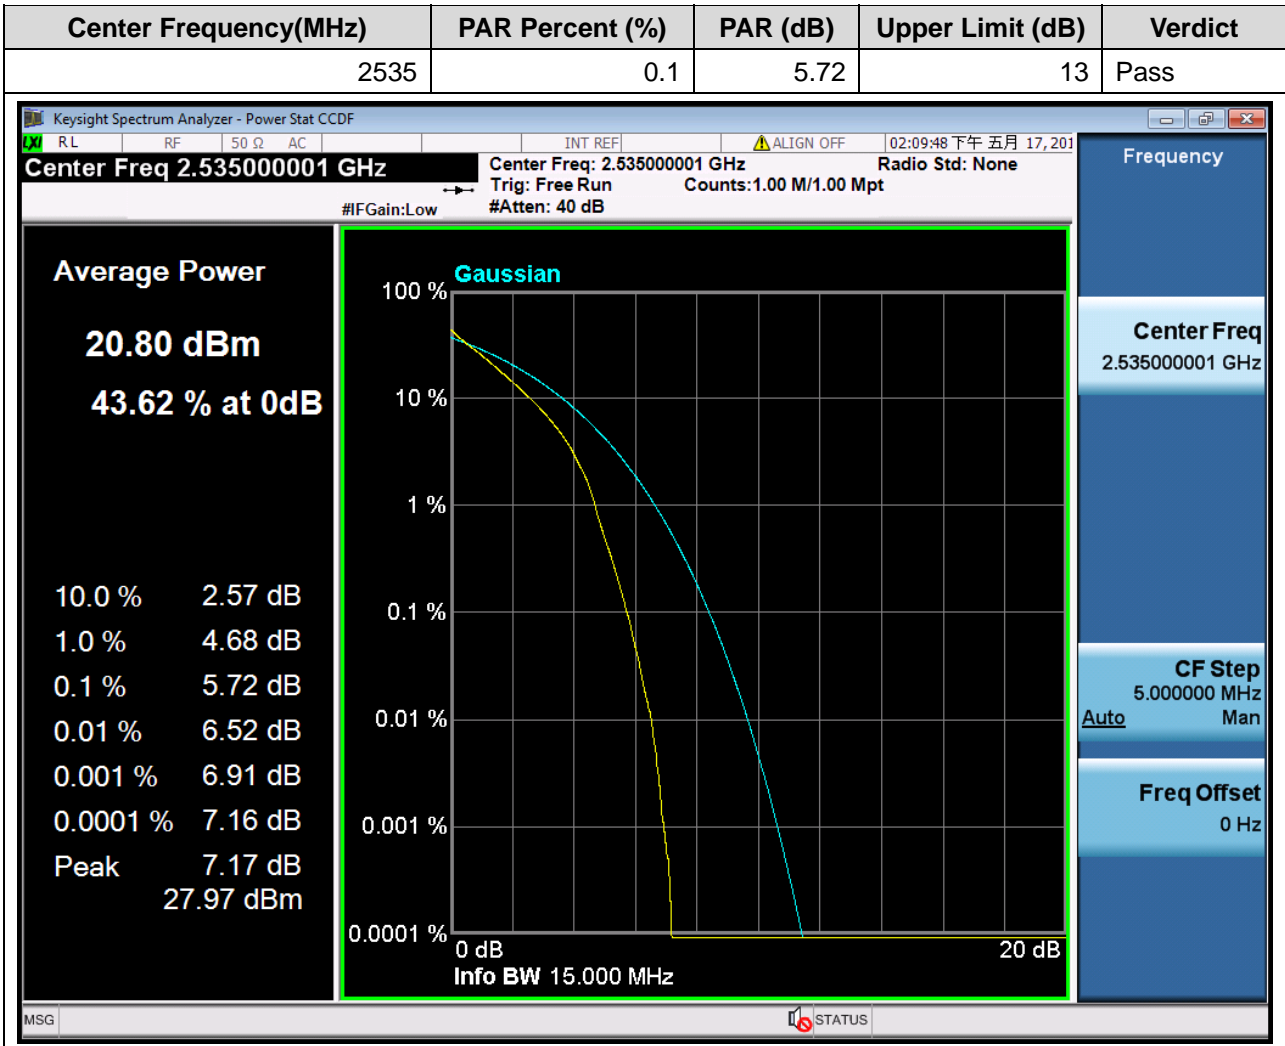 Center Frequency(MHz) PAR Percent (%) PAR (dB) Upper Limit (dB) Verdict
2535 0.1 5.72 13 Pass
Keysight Spectrum Analyzer - Power Stat CCDF
LXI RL RF 50 Ω AC INT REF ALIGN OFF 02:09:48 下午 五月 17, 201
Center Freq 2.535000001 GHz
Center Freq: 2.535000001 GHz Radio Std: None
Trig: Free Run Counts:1.00 M/1.00 Mpt
#IFGain:Low #Atten: 40 dB
Average Power
20.80 dBm
43.62 % at 0dB
10.0 % 2.57 dB
1.0 % 4.68 dB
0.1 % 5.72 dB
0.01 % 6.52 dB
0.001 % 6.91 dB
0.0001 % 7.16 dB
Peak 7.17 dB
27.97 dBm
Gaussian
100 %
10 %
1 %
0.1 %
0.01 %
0.001 %
0.0001 %
0 dB 20 dB
Info BW 15.000 MHz
Frequency
Center Freq
2.535000001 GHz
CF Step
5.000000 MHz
Auto Man
Freq Offset
0 Hz
MSG STATUS